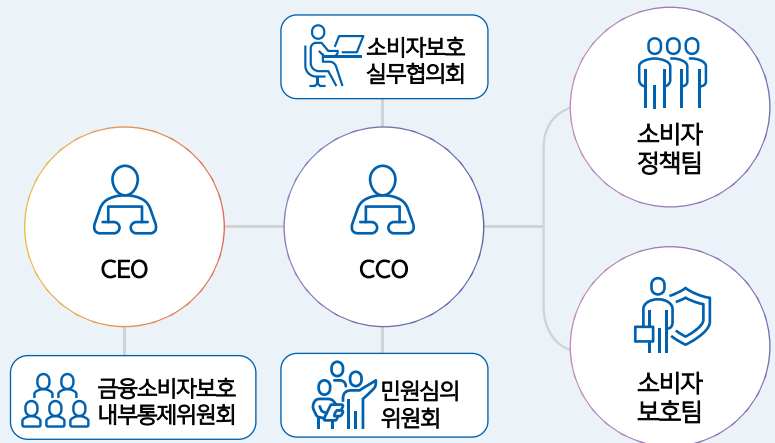 소비자보호
실무협의회
소비자
정책팀
CEO
CCO
금융소비자보호
내부통제위원회
민원심의
위원회
소비자
보호팀